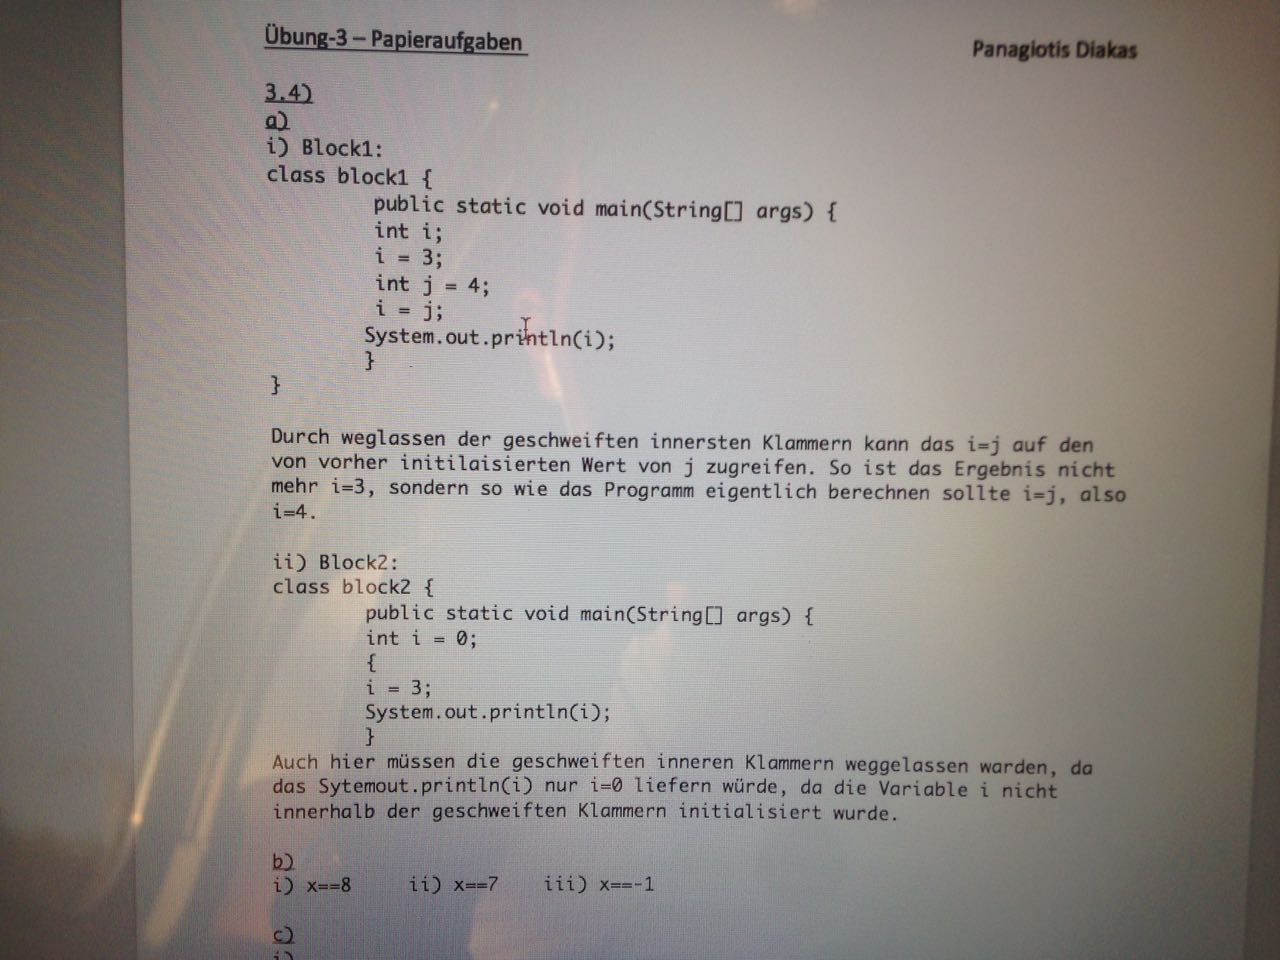 Übung-3 – Papieraufgaben
Panagiotis Diakas
3.4)
a)
i) Block1:
class block1 {
public static void main(String[] args) {
int i;
i = 3;
int j = 4;
i = j;
System.out.println(i);
}
}
Durch weglassen der geschweiften innersten Klammern kann das i=j auf den
von vorher initilaisierten Wert von j zugreifen. So ist das Ergebnis nicht
mehr i=3, sondern so wie das Programm eigentlich berechnen sollte i=j, also
i=4.
ii) Block2:
class block2 {
public static void main(String[] args) {
int i = 0;
{
i = 3;
System.out.println(i);
}
Auch hier müssen die geschweiften inneren Klammern weggelassen warden, da
das Sytemout.println(i) nur i=0 liefern würde, da die Variable i nicht
innerhalb der geschweiften Klammern initialisiert wurde.
b)
i) x==8 ii) x==7 iii) x==-1
c)
i)